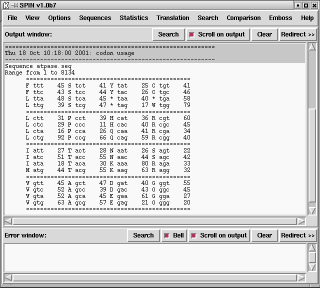 SPIN v1.0b7
File View Options Sequences Statistics Translation Search Comparison Emboss Help
Output window: Search Scroll on output Clear Redirect >>
============================================================
Thu 18 Oct 10:18:00 2001: codon usage
------------------------------------------------------------
Sequence atpase.seq
Range from 1 to 8134
===============================================
F ttt 45 S tct 41 Y tat 25 C tgt 41
F ttc 43 S tcc 44 Y tac 26 C tgc 46
L tta 48 S tca 45 * taa 40 * tga 58
L ttg 39 S tcg 47 * tag 17 W tgg 79
===============================================
L ctt 31 P cct 39 H cat 36 R cgt 60
L ctc 29 P ccc 11 H cac 40 R cgc 45
L cta 16 P cca 26 Q caa 41 R cga 34
L ctg 92 P ccg 66 Q cag 59 R cgg 40
===============================================
I att 27 T act 28 N aat 26 S agt 22
I atc 51 T acc 55 N aac 44 S agc 42
I ata 18 T aca 30 K aaa 80 R aga 33
M atg 44 T acg 55 K aag 63 R agg 32
===============================================
V gtt 45 A gct 47 D gat 40 G ggt 55
V gtc 52 A gcc 39 D gac 43 G ggc 45
V gta 52 A gca 45 E gaa 61 G gga 27
V gtg 63 A gcg 57 E gag 21 G ggg 20
===============================================
Error window: Search Bell Scroll on output Clear Redirect >>